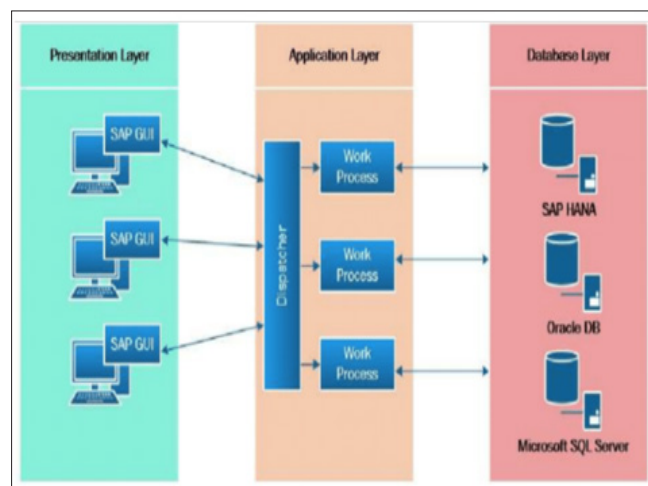 Presentation Layer
Application Layer
Database Layer
SAP GUI
SAP GUI
SAP GUI
Dispatcher
Work
Process
Work
Process
Work
Process
SAP HANA
Oracle DB
Microsoft SQL Server